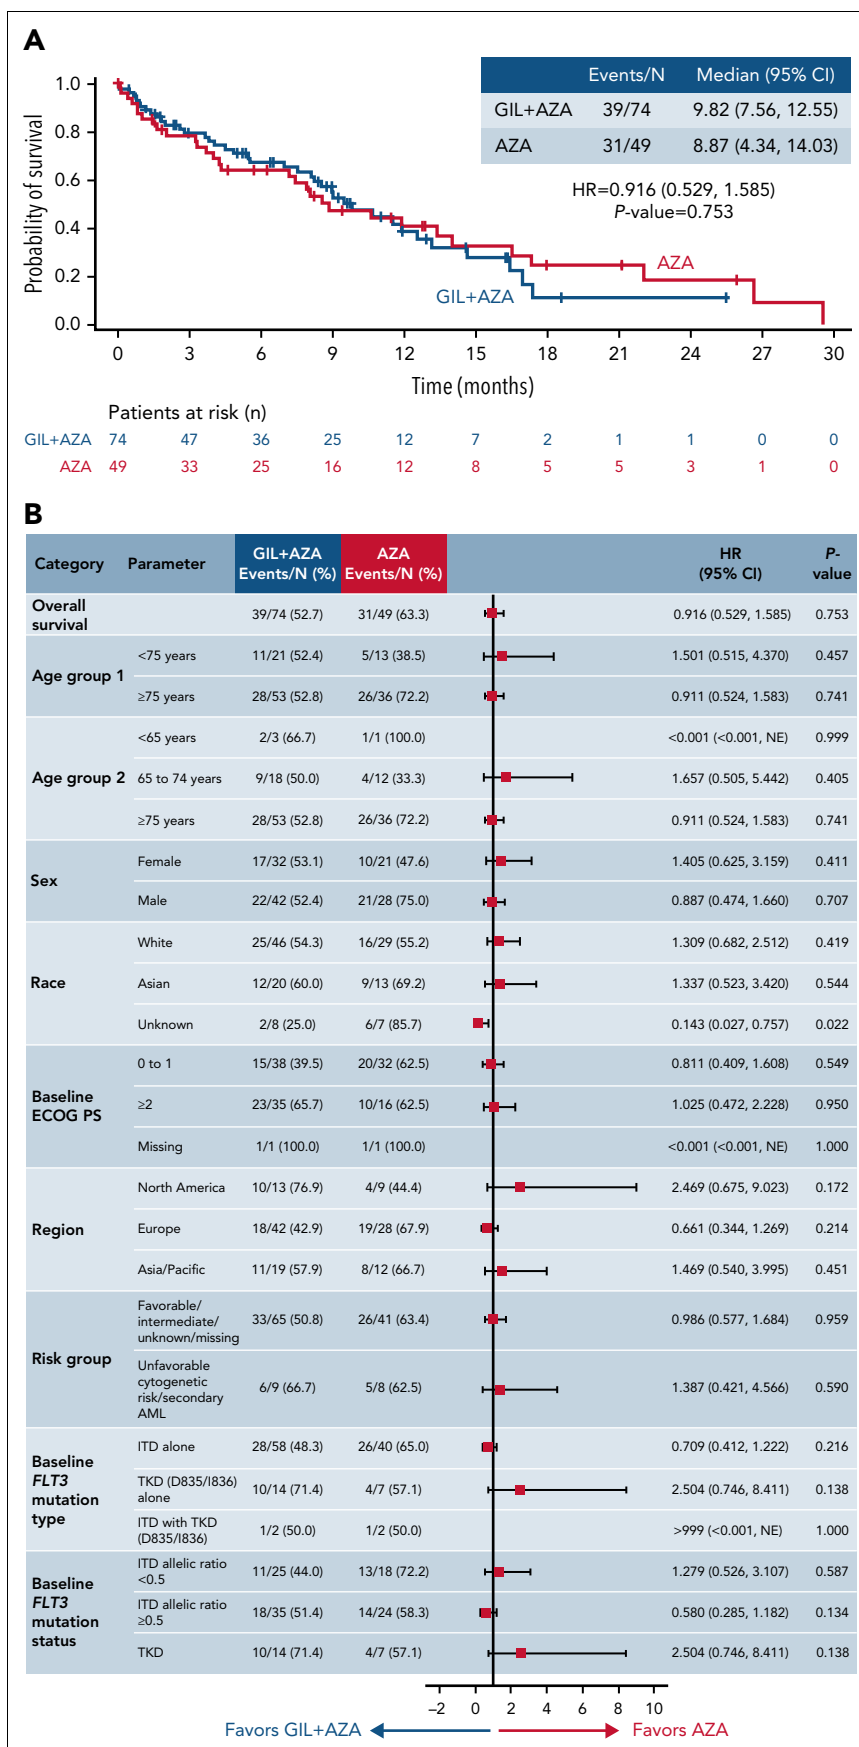 A
Events/N Median (95% CI)
GIL+AZA 39/74 9.82 (7.56, 12.55)
AZA 31/49 8.87 (4.34, 14.03)
HR=0.916 (0.529, 1.585)
P-value=0.753
Probability of survival
1.0
0.8
0.6
0.4
0.2
0.0
AZA
GIL+AZA
0 3 6 9 12 15 18 21 24 27 30
Time (months)
Patients at risk (n)
GIL+AZA 74 47 36 25 12 7 2 1 1 0 0
AZA 49 33 25 16 12 8 5 5 3 1 0
B
Category Parameter GIL+AZA Events/N (%) AZA Events/N (%) HR (95% CI) P-value
Overall survival 39/74 (52.7) 31/49 (63.3) 0.916 (0.529, 1.585) 0.753
Age group 1
<75 years 11/21 (52.4) 5/13 (38.5) 1.501 (0.515, 4.370) 0.457
≥75 years 28/53 (52.8) 26/36 (72.2) 0.911 (0.524, 1.583) 0.741
Age group 2
<65 years 2/3 (66.7) 1/1 (100.0) <0.001 (<0.001, NE) 0.999
65 to 74 years 9/18 (50.0) 4/12 (33.3) 1.657 (0.505, 5.442) 0.405
≥75 years 28/53 (52.8) 26/36 (72.2) 0.911 (0.524, 1.583) 0.741
Sex
Female 17/32 (53.1) 10/21 (47.6) 1.405 (0.625, 3.159) 0.411
Male 22/42 (52.4) 21/28 (75.0) 0.887 (0.474, 1.660) 0.707
Race
White 25/46 (54.3) 16/29 (55.2) 1.309 (0.682, 2.512) 0.419
Asian 12/20 (60.0) 9/13 (69.2) 1.337 (0.523, 3.420) 0.544
Unknown 2/8 (25.0) 6/7 (85.7) 0.143 (0.027, 0.757) 0.022
Baseline
ECOG PS
0 to 1 15/38 (39.5) 20/32 (62.5) 0.811 (0.409, 1.608) 0.549
≥2 23/35 (65.7) 10/16 (62.5) 1.025 (0.472, 2.228) 0.950
Missing 1/1 (100.0) 1/1 (100.0) <0.001 (<0.001, NE) 1.000
Region
North America 10/13 (76.9) 4/9 (44.4) 2.469 (0.675, 9.023) 0.172
Europe 18/42 (42.9) 19/28 (67.9) 0.661 (0.344, 1.269) 0.214
Asia/Pacific 11/19 (57.9) 8/12 (66.7) 1.469 (0.540, 3.995) 0.451
Risk group
Favorable/
intermediate/
unknown/missing 33/65 (50.8) 26/41 (63.4) 0.986 (0.577, 1.684) 0.959
Unfavorable
cytogenetic
risk/secondary
AML 6/9 (66.7) 5/8 (62.5) 1.387 (0.421, 4.566) 0.590
Baseline
FLT3
mutation
type
ITD alone 28/58 (48.3) 26/40 (65.0) 0.709 (0.412, 1.222) 0.216
TKD (D835/I836)
alone 10/14 (71.4) 4/7 (57.1) 2.504 (0.746, 8.411) 0.138
ITD with TKD
(D835/I836) 1/2 (50.0) 1/2 (50.0) >999 (<0.001, NE) 1.000
Baseline
FLT3
mutation
status
ITD allelic ratio
<0.5 11/25 (44.0) 13/18 (72.2) 1.279 (0.526, 3.107) 0.587
ITD allelic ratio
≥0.5 18/35 (51.4) 14/24 (58.3) 0.580 (0.285, 1.182) 0.134
TKD 10/14 (71.4) 4/7 (57.1) 2.504 (0.746, 8.411) 0.138
–2 0 2 4 6 8 10
Favors GIL+AZA Favors AZA